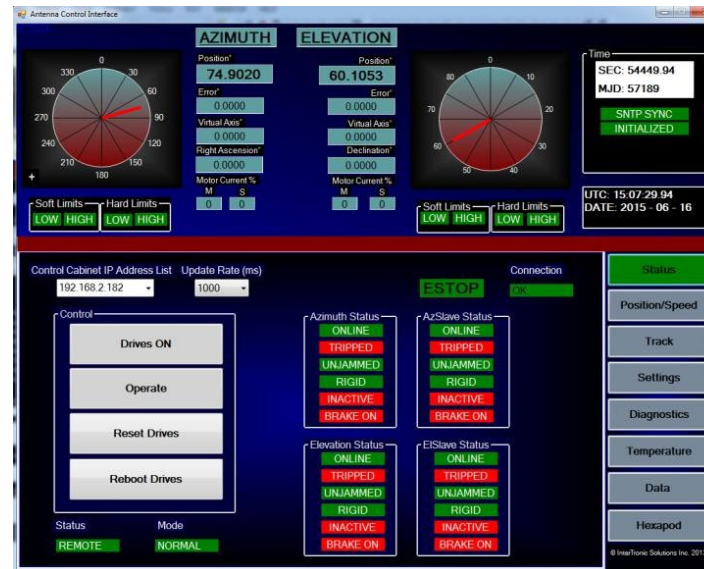 Antenna Control Interface
AZIMUTH
ELEVATION
Position°
74.9020
Error°
0.0000
Virtual Axis°
0.0000
Right Ascension°
0.0000
Motor Current %
M S
0 0
Position°
60.1053
Error°
0.0000
Virtual Axis°
0.0000
Declination°
0.0000
Motor Current %
M S
0 0
0
30
60
90
120
150
180
210
240
270
300
330
+
0
10
20
30
40
50
60
70
80
Soft Limits
LOW HIGH
Hard Limits
LOW HIGH
Soft Limits
LOW HIGH
Hard Limits
LOW HIGH
Time
SEC: 54449.94
MJD: 57189
SNTP SYNC
INITIALIZED
UTC: 15:07:29.94
DATE: 2015 - 06 - 16
Control Cabinet IP Address List
192.168.2.182
Update Rate (ms)
1000
ESTOP
Connection
OK
Control
Drives ON
Operate
Reset Drives
Reboot Drives
Status
REMOTE
Mode
NORMAL
Azimuth Status
ONLINE
TRIPPED
UNJAMMED
RIGID
INACTIVE
BRAKE ON
AzSlave Status
ONLINE
TRIPPED
UNJAMMED
RIGID
INACTIVE
BRAKE ON
Elevation Status
ONLINE
TRIPPED
UNJAMMED
RIGID
INACTIVE
BRAKE ON
ElSlave Status
ONLINE
TRIPPED
UNJAMMED
RIGID
INACTIVE
BRAKE ON
Status
Position/Speed
Track
Settings
Diagnostics
Temperature
Data
Hexapod
© InterTronic Solutions Inc.